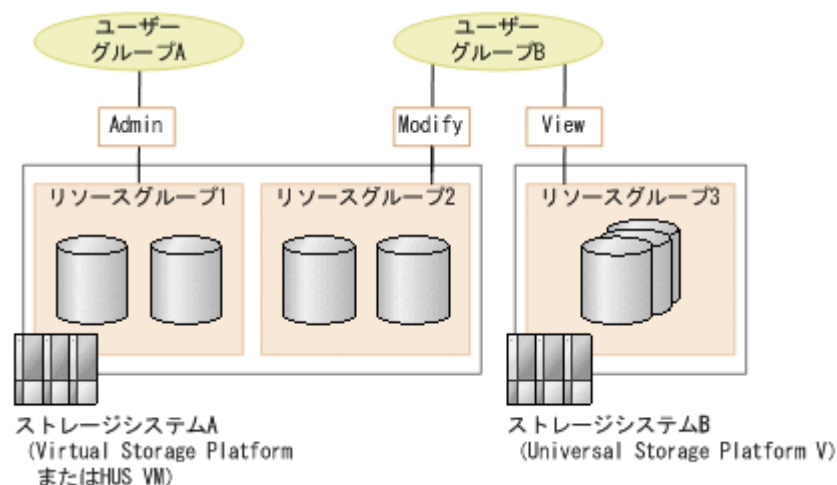 ユーザー
グループA
ユーザー
グループB
Admin
Modify
View
リソースグループ1
リソースグループ2
リソースグループ3
ストレージシステムA
(Virtual Storage Platform
またはHUS VM)
ストレージシステムB
(Universal Storage Platform V)